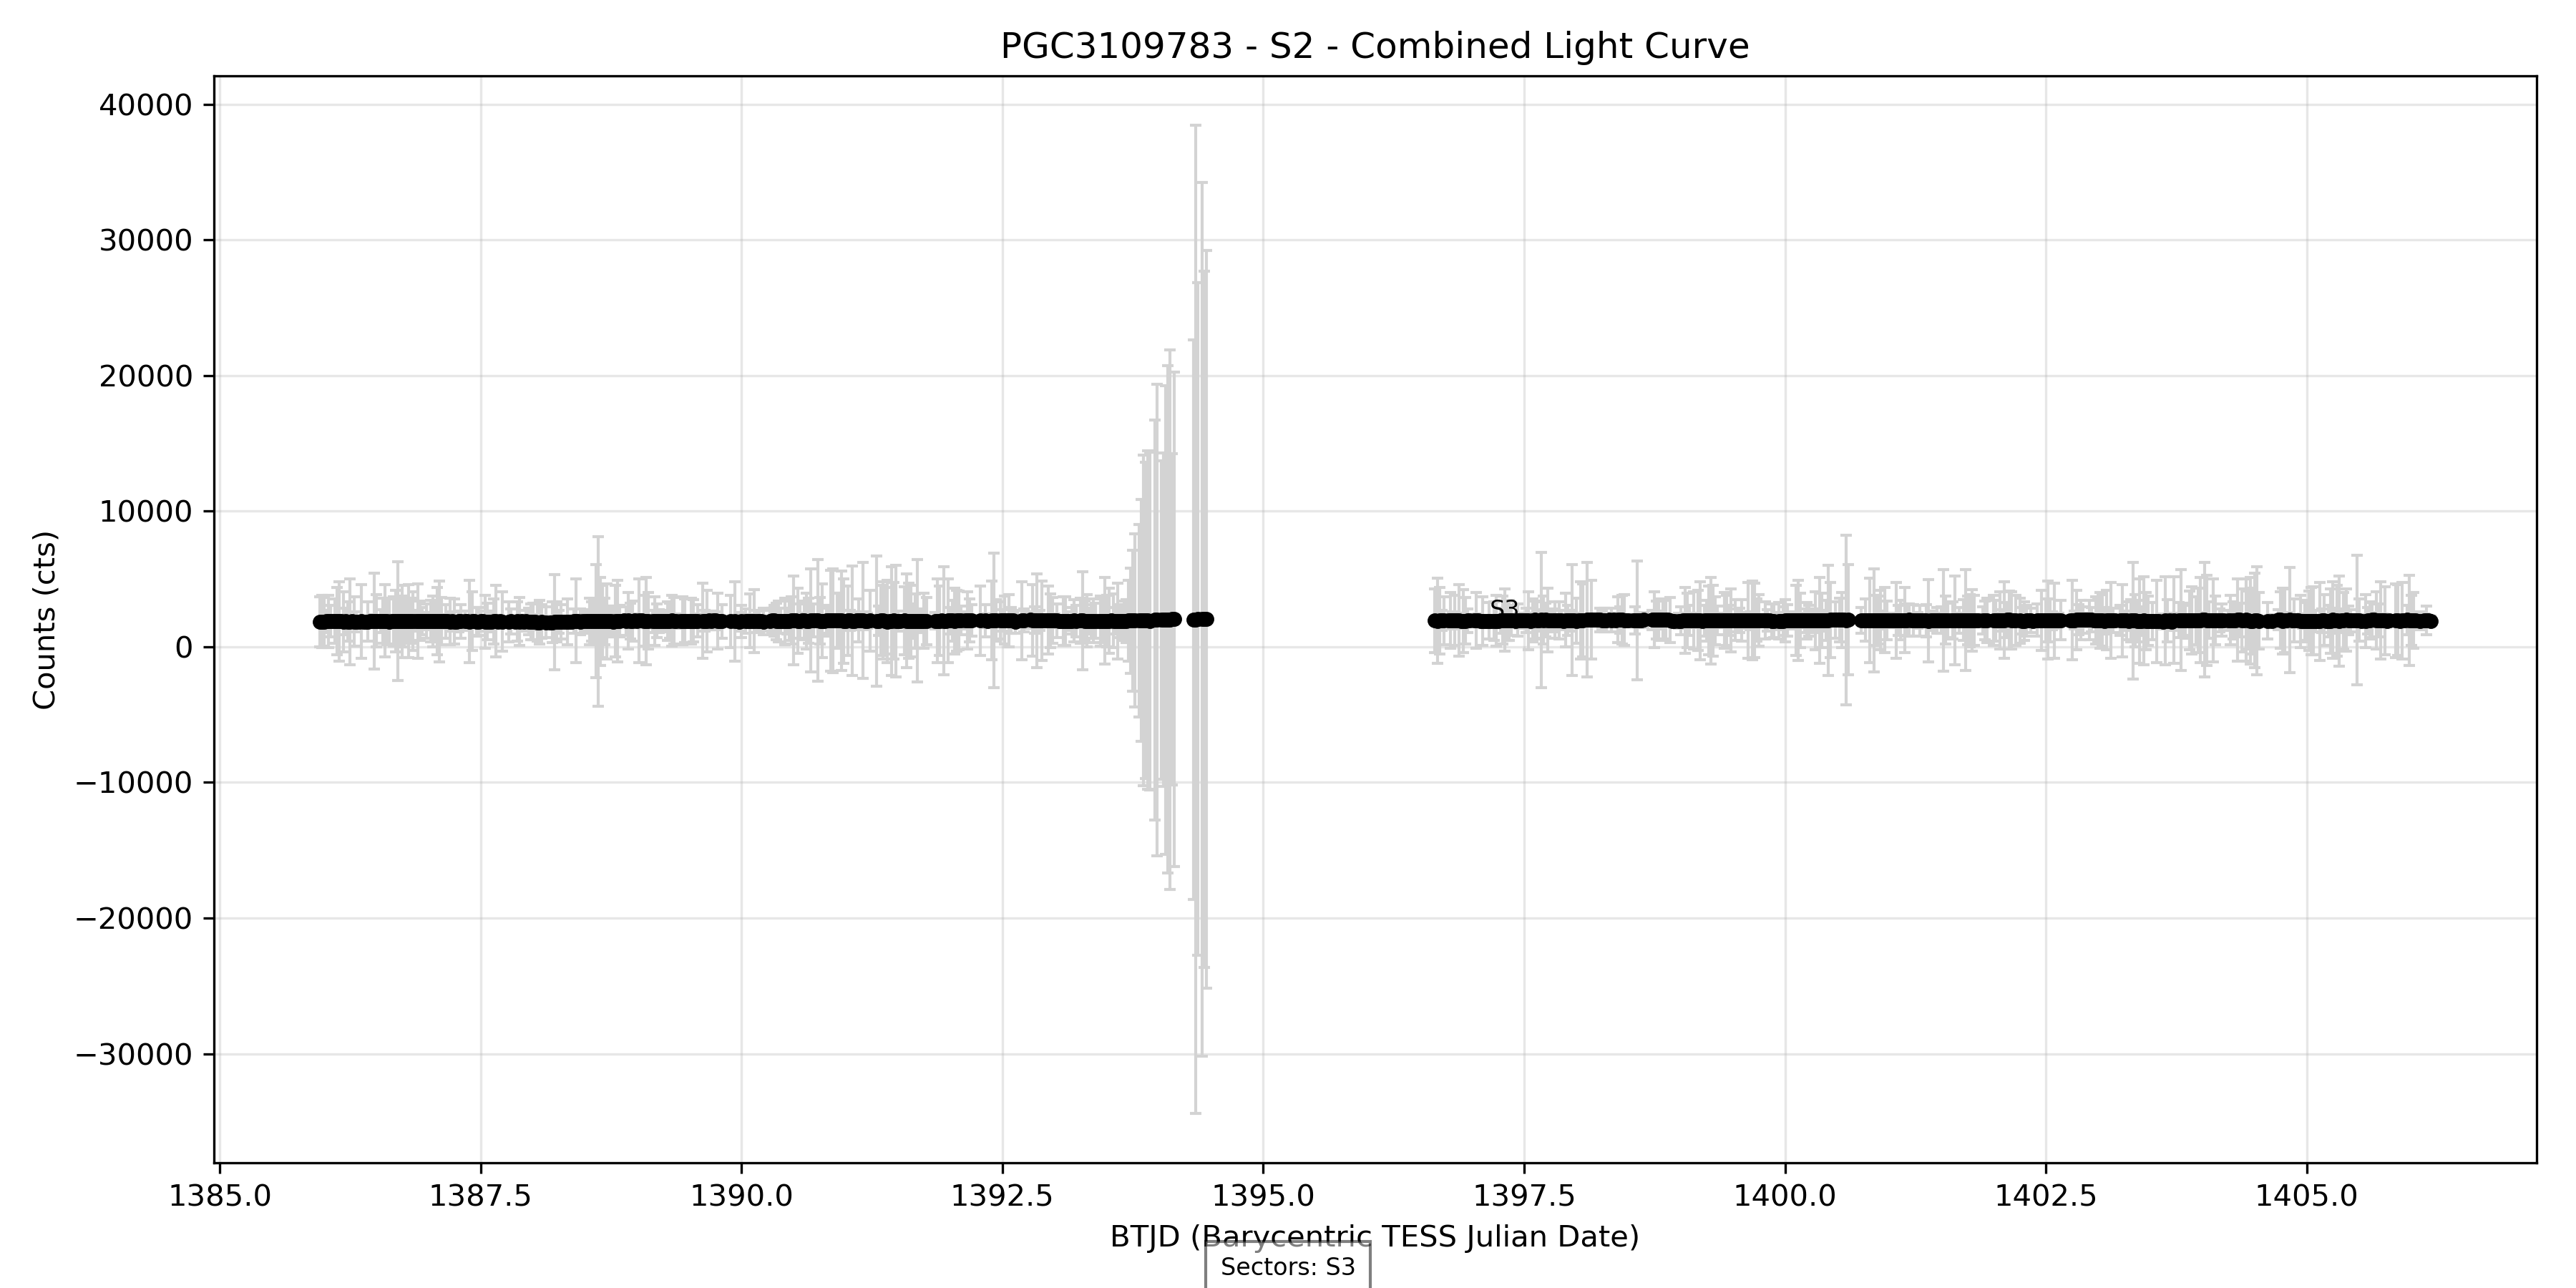 PGC3109783 - S2 - Combined Light Curve
40000
30000
20000
10000
0
−10000
−20000
−30000
Counts (cts)
S3
1385.0 1387.5 1390.0 1392.5 1395.0 1397.5 1400.0 1402.5 1405.0
BTJD (Barycentric TESS Julian Date)
Sectors: S3